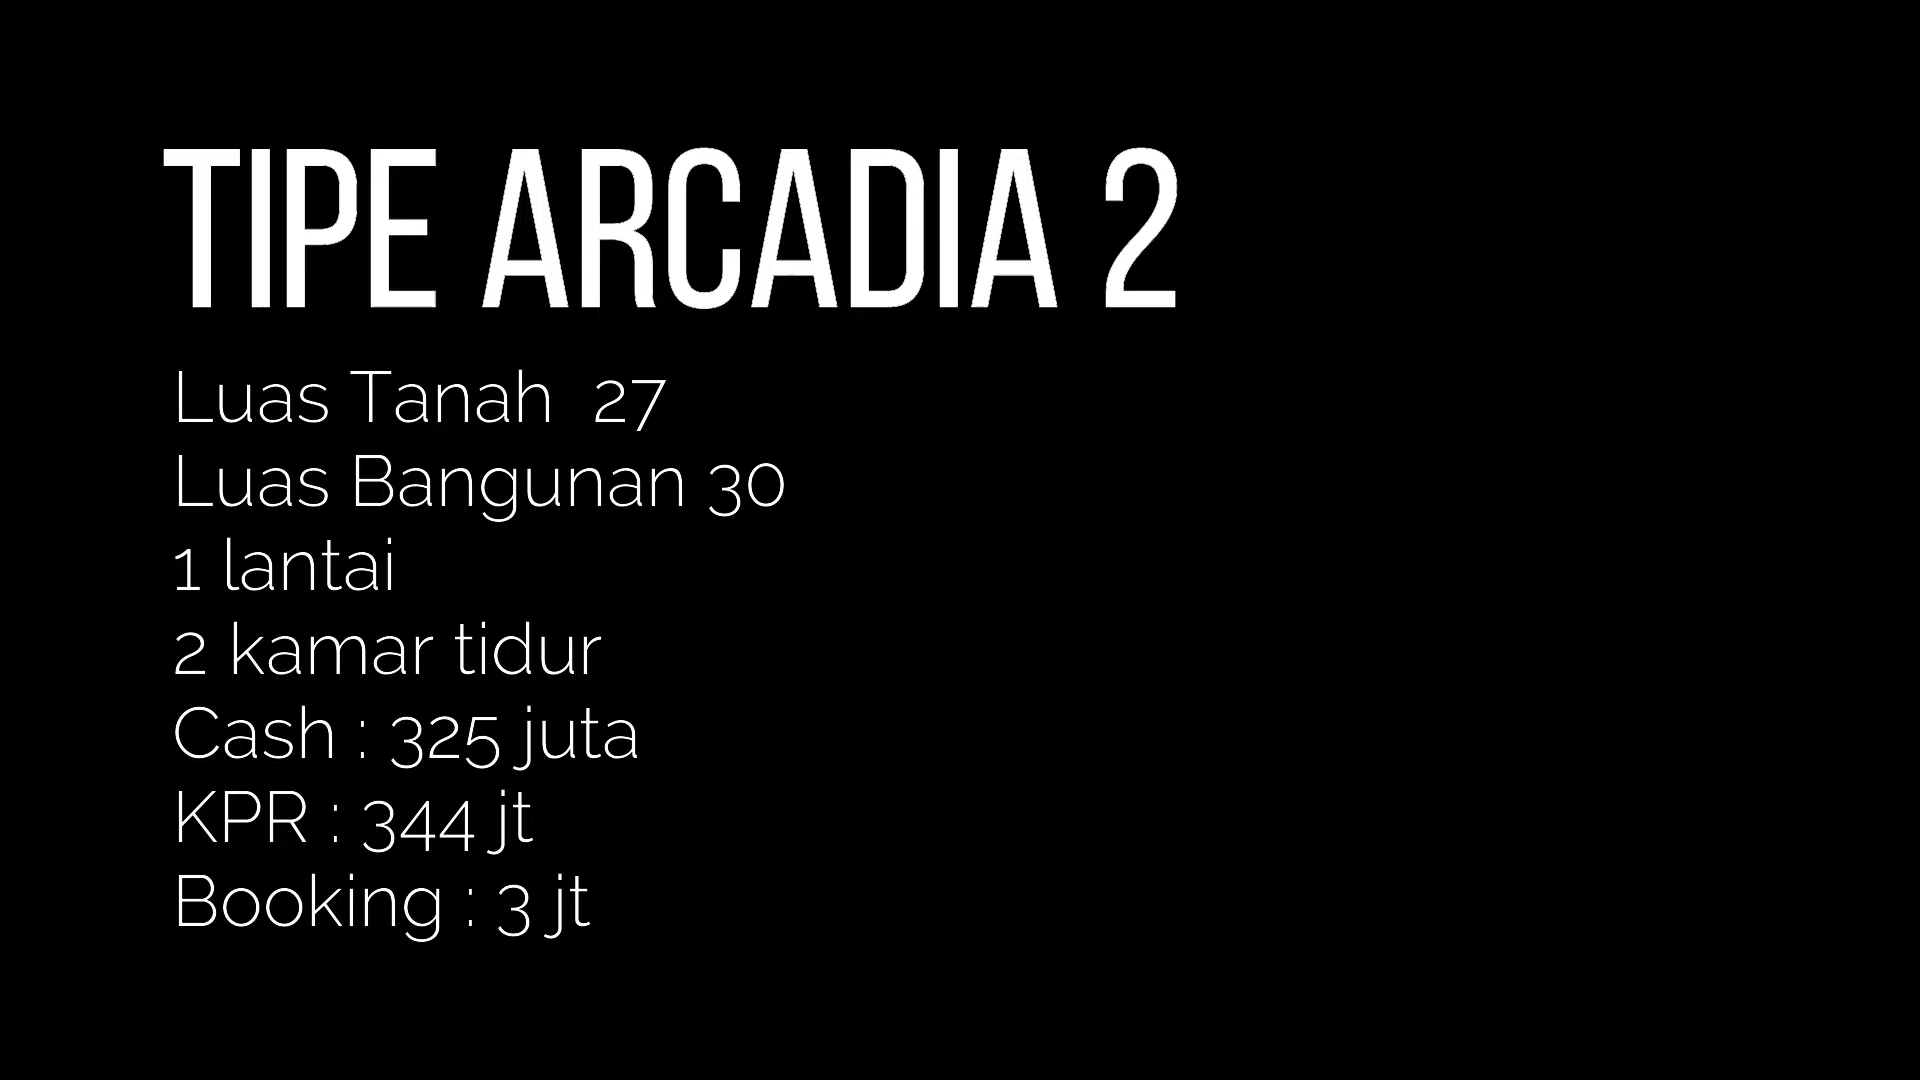 TIPE ARCADIA 2
Luas Tanah  27
Luas Bangunan 30
1 lantai
2 kamar tidur
Cash : 325 juta
KPR : 344 jt
Booking : 3 jt